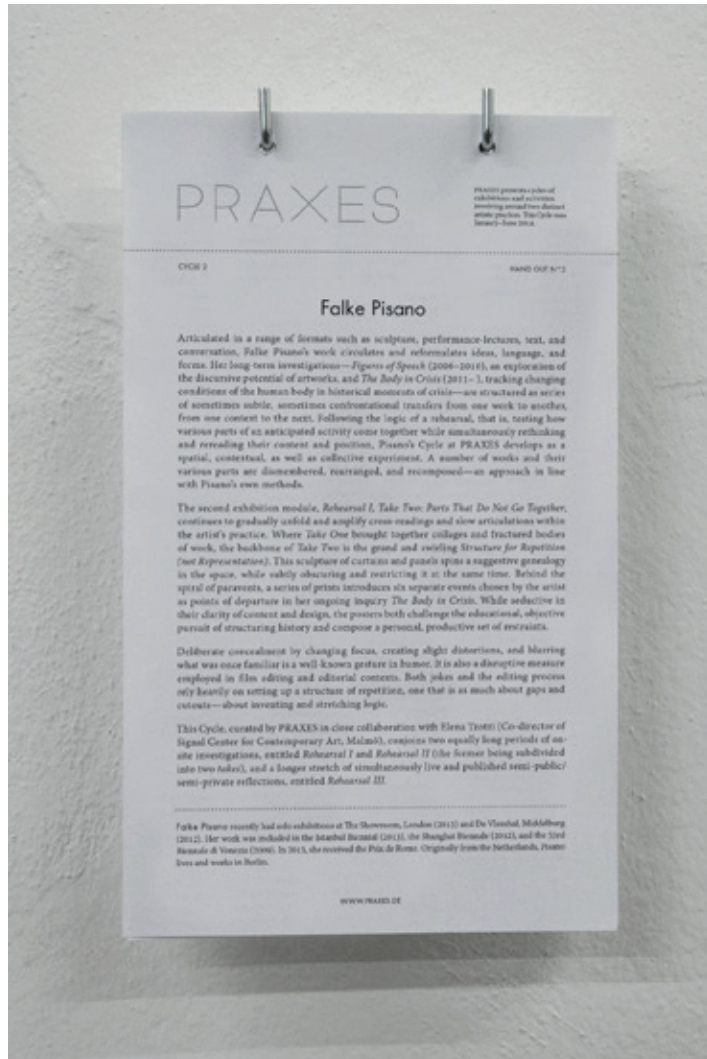 PRAXES
PRAXES presents cycles of
exhibitions and activities
revolving around two distinct
artistic practices. This Cycle runs
January–June 2014.
CYCLE 2
HAND OUT N°2
Falke Pisano
Articulated in a range of formats such as sculpture, performance-lectures, text, and
conversation, Falke Pisano's work circulates and reformulates ideas, language, and
forms. Her long-term investigations—Figures of Speech (2006–2010), an exploration of
the discursive potential of artworks, and The Body in Crisis (2011– ), tracking changing
conditions of the human body in historical moments of crisis—are structured as series
of sometimes subtle, sometimes confrontational transfers from one work to another,
from one context to the next. Following the logic of a rehearsal, that is, testing how
various parts of an anticipated activity come together while simultaneously rethinking
and rereading their content and position, Pisano's Cycle at PRAXES develops as a
spatial, contextual, as well as collective experiment. A number of works and their
various parts are dismembered, rearranged, and recomposed—an approach in line
with Pisano's own methods.
The second exhibition module, Rehearsal I, Take Two: Parts That Do Not Go Together,
continues to gradually unfold and amplify cross-readings and slow articulations within
the artist's practice. Where Take One brought together collages and fractured bodies
of work, the backbone of Take Two is the grand and swirling Structure for Repetition
(not Representation). This sculpture of curtains and panels spins a suggestive genealogy
in the space, while subtly obscuring and restricting it at the same time. Behind the
spiral of paravents, a series of prints introduces six separate events chosen by the artist
as points of departure in her ongoing inquiry The Body in Crisis. While seductive in
their clarity of content and design, the posters both challenge the educational, objective
pursuit of structuring history and compose a personal, productive set of restraints.
Deliberate concealment by changing focus, creating slight distortions, and blurring
what was once familiar is a well-known gesture in humor. It is also a disruptive measure
employed in film editing and editorial contexts. Both jokes and the editing process
rely heavily on setting up a structure of repetition, one that is as much about gaps and
cutouts—about inventing and stretching logic.
This Cycle, curated by PRAXES in close collaboration with Elena (Co-director of
Signal Center for Contemporary Art, Malmö), conjoins two equally long periods of on-
site investigations, entitled Rehearsal I and Rehearsal II (the former being subdivided
into two takes), and a longer stretch of simultaneously live and published semi-public/
semi-private reflections, entitled Rehearsal III.
Falke Pisano recently had solo exhibitions at The Showroom, London (2013) and De Vleeshal, Middelburg
(2012). Her work was included in the Istanbul Biennial (2013), the Shanghai Biennale (2012), and the 53rd
Biennale di Venezia (2009). In 2013, she received the Prix de Rome. Originally from the Netherlands, Pisano
lives and works in Berlin.
WWW.PRAXES.DE